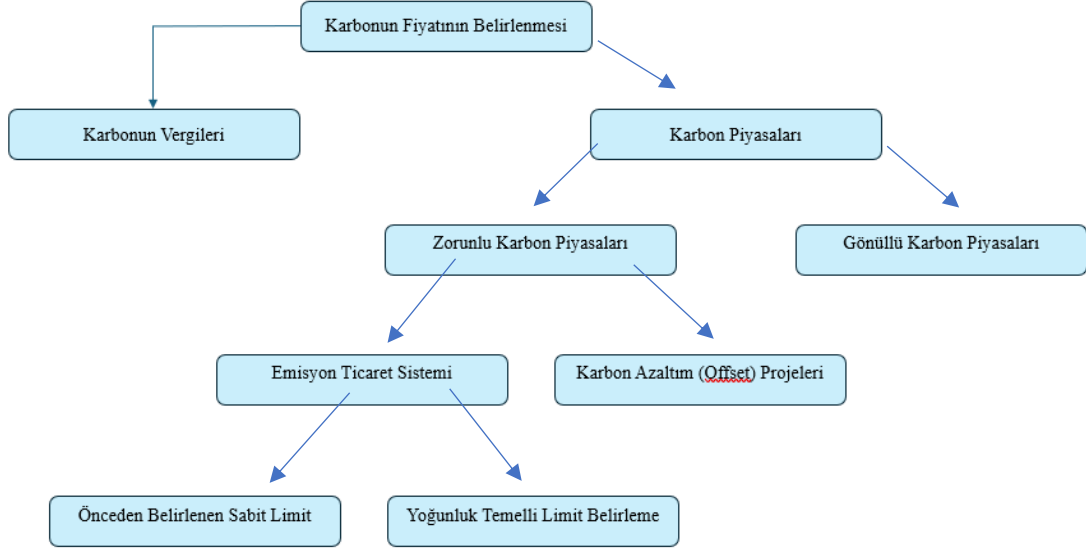 Karbonun Fiyatının Belirlenmesi
Karbonun Vergileri
Karbon Piyasaları
Zorunlu Karbon Piyasaları
Gönüllü Karbon Piyasaları
Emisyon Ticaret Sistemi
Karbon Azaltım (Offset) Projeleri
Önceden Belirlenen Sabit Limit
Yoğunluk Temelli Limit Belirleme